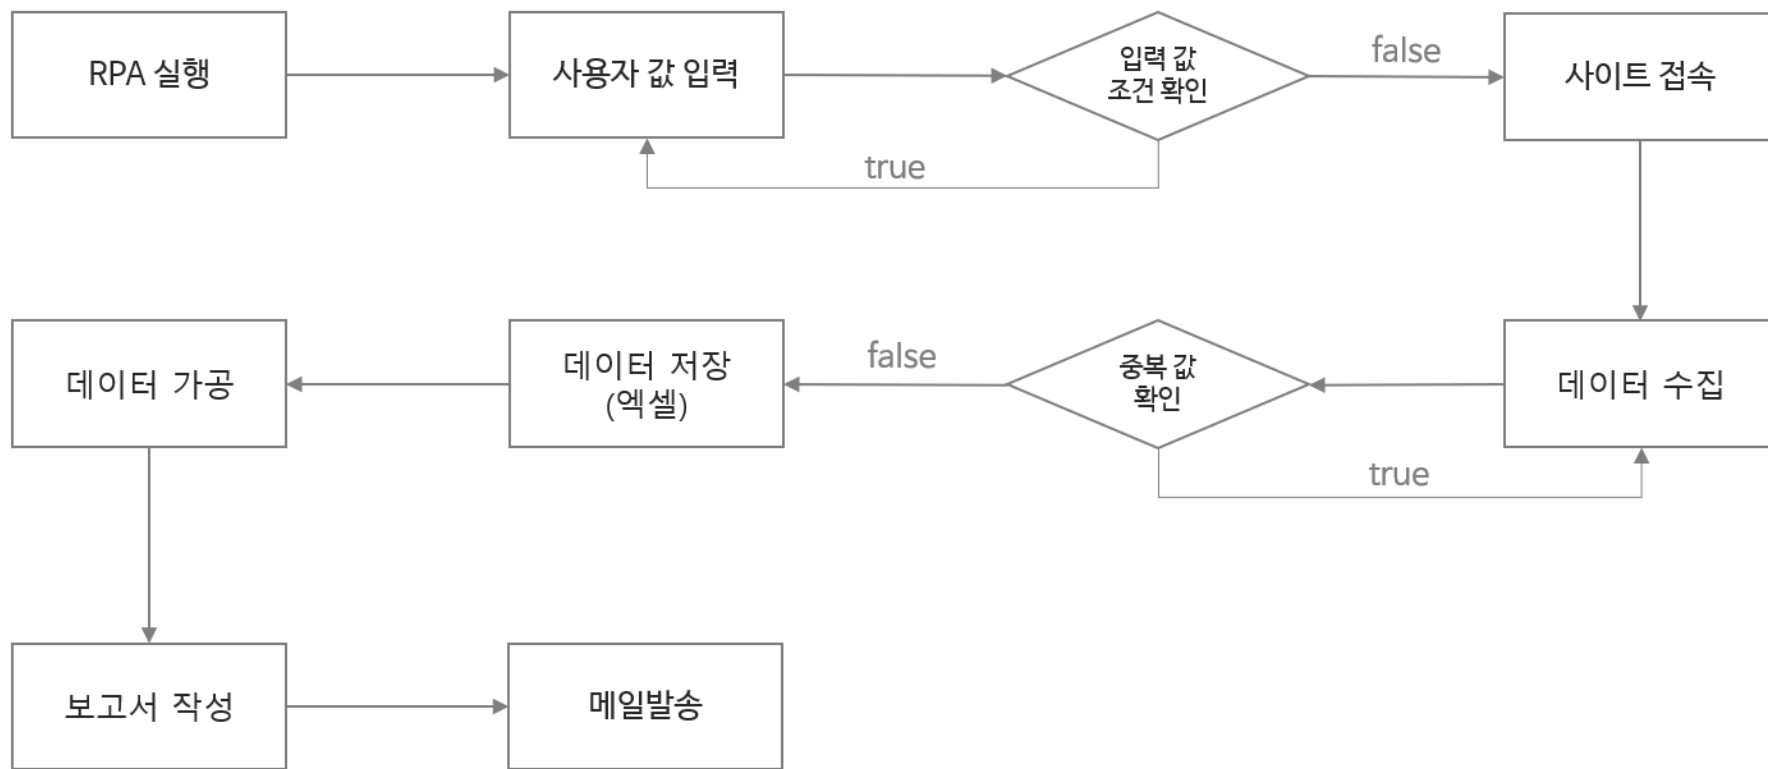 RPA 실행
사용자 값 입력
입력 값
조건 확인
false
사이트 접속
true
데이터 가공
데이터 저장
(엑셀)
false
중복 값
확인
데이터 수집
true
보고서 작성
메일발송